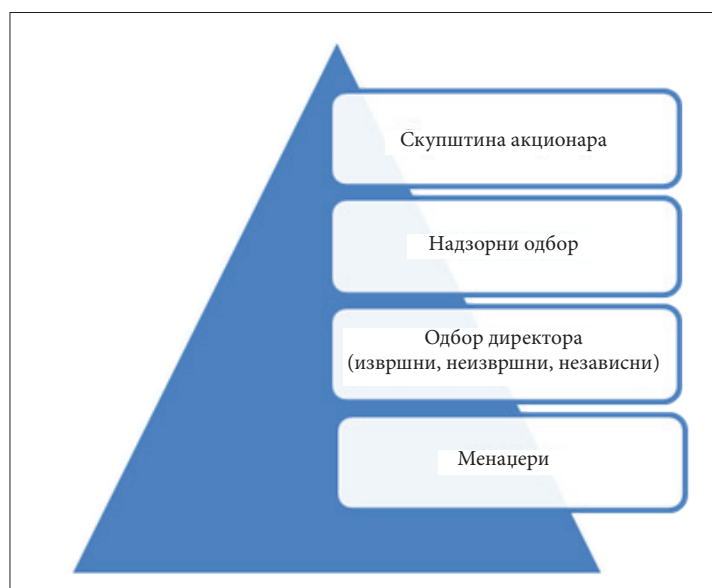 Скупштина акционара
Надзорни одбор
Одбор директора
(извршни, неизвршни, независни)
Менаџери